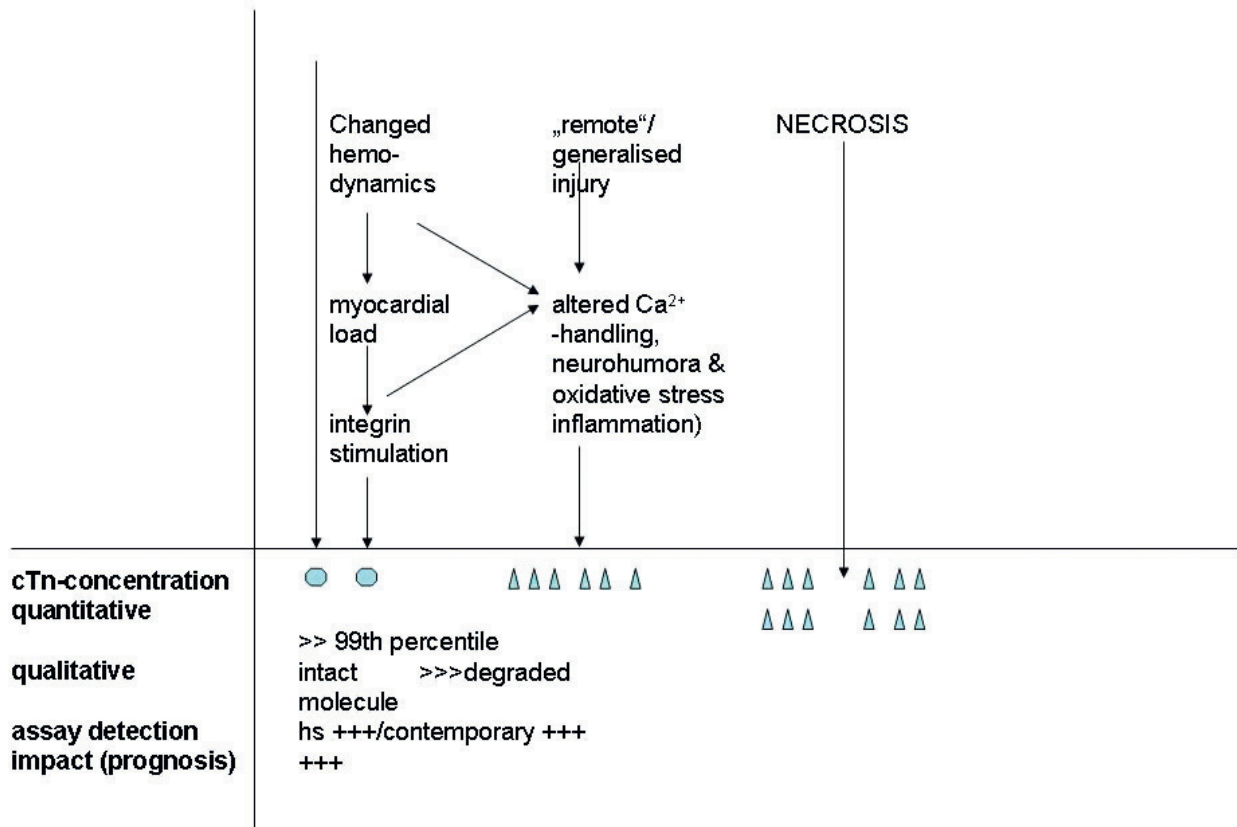 Changed
hemo-
dynamics
„remote“/
generalised
injury
NECROSIS
myocardial
load
altered Ca²⁺
-handling,
neurohumora &
oxidative stress
inflammation)
integrin
stimulation
cTn-concentration
quantitative
>> 99th percentile
qualitative
intact >>>degraded
molecule
assay detection
hs +++/contemporary +++
impact (prognosis)
+++